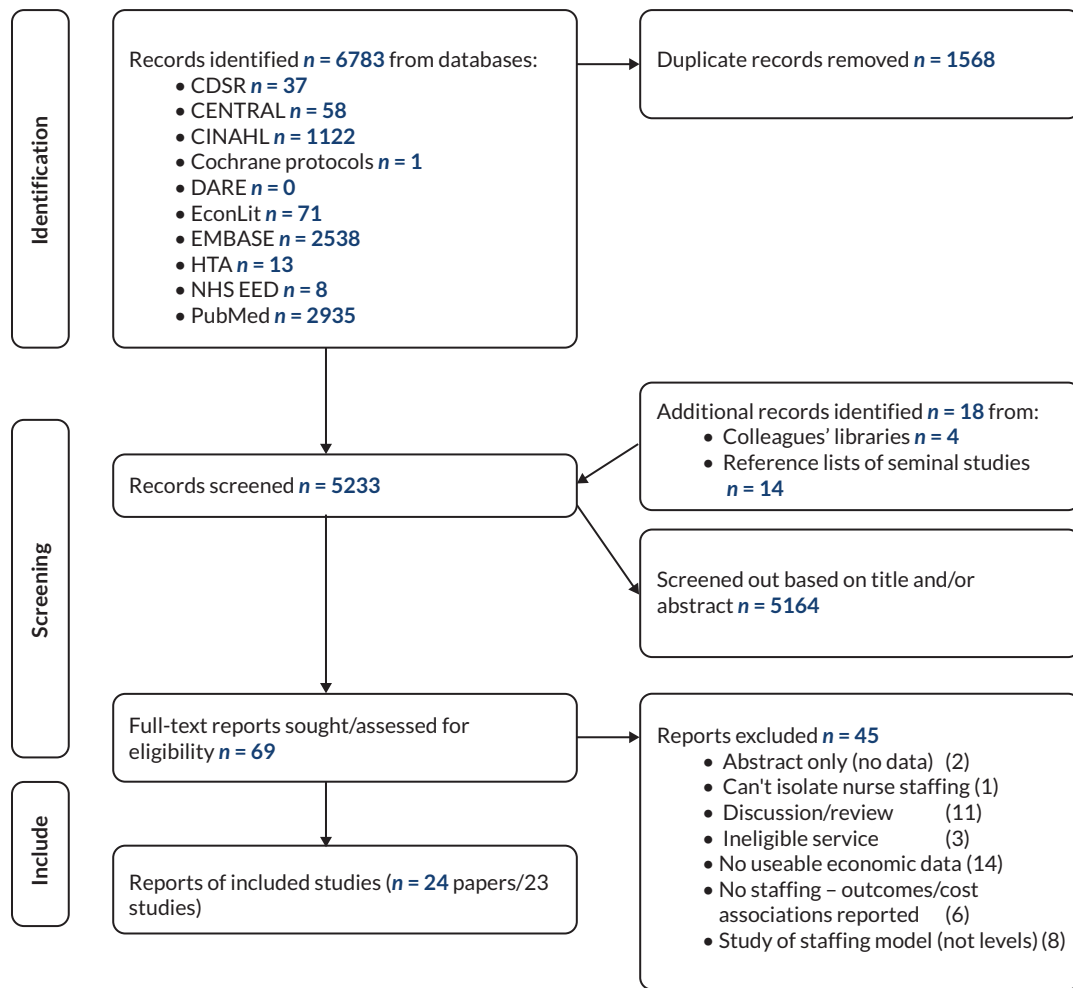 Identification
Records identified n = 6783 from databases:
• CDSR n = 37
• CENTRAL n = 58
• CINAHL n = 1122
• Cochrane protocols n = 1
• DARE n = 0
• EconLit n = 71
• EMBASE n = 2538
• HTA n = 13
• NHS EED n = 8
• PubMed n = 2935
Duplicate records removed n = 1568
Screening
Additional records identified n = 18 from:
• Colleagues’ libraries n = 4
• Reference lists of seminal studies
n = 14
Records screened n = 5233
Screened out based on title and/or
abstract n = 5164
Full-text reports sought/assessed for
eligibility n = 69
Reports excluded n = 45
• Abstract only (no data) (2)
• Can't isolate nurse staffing (1)
• Discussion/review (11)
• Ineligible service (3)
• No useable economic data (14)
• No staffing – outcomes/cost
associations reported (6)
• Study of staffing model (not levels) (8)
Include
Reports of included studies (n = 24 papers/23
studies)